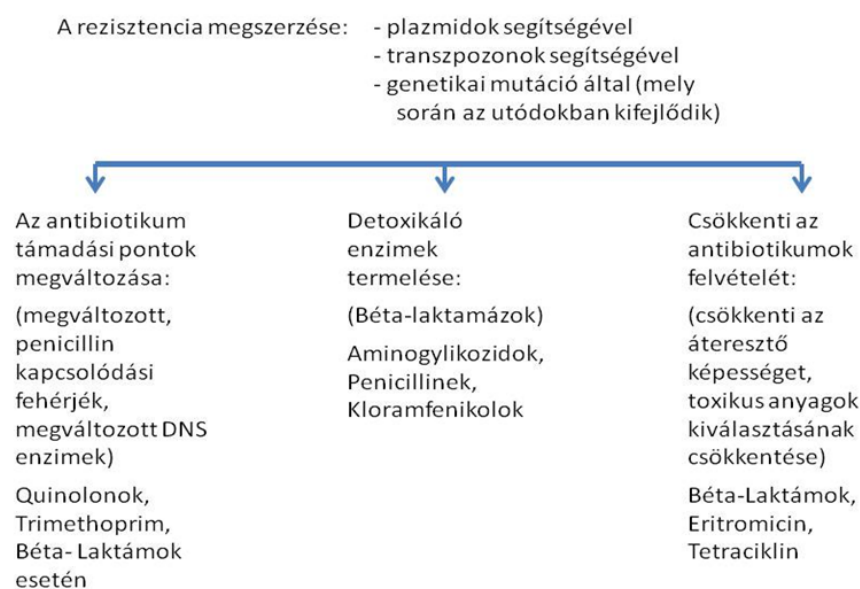 A rezisztencia megszerzése: - plazmidok segítségével
- transzpozonok segítségével
- genetikai mutáció által (mely
során az utódokban kifejlődik)
Az antibiotikum
támadási pontok
megváltozása:
(megváltozott,
penicillin
kapcsolódási
fehérjék,
megváltozott DNS
enzimek)
Quinolonok,
Trimethoprim,
Béta- Laktámok
esetén
Detoxikáló
enzimek
termelése:
(Béta-laktamázok)
Aminogylikozidok,
Penicillinek,
Kloramfenikolok
Csökkenti az
antibiotikumok
felvételét:
(csökkenti az
áteresztő
képességet,
toxikus anyagok
kiválasztásának
csökkentése)
Béta-Laktámok,
Eritromicin,
Tetraciklin